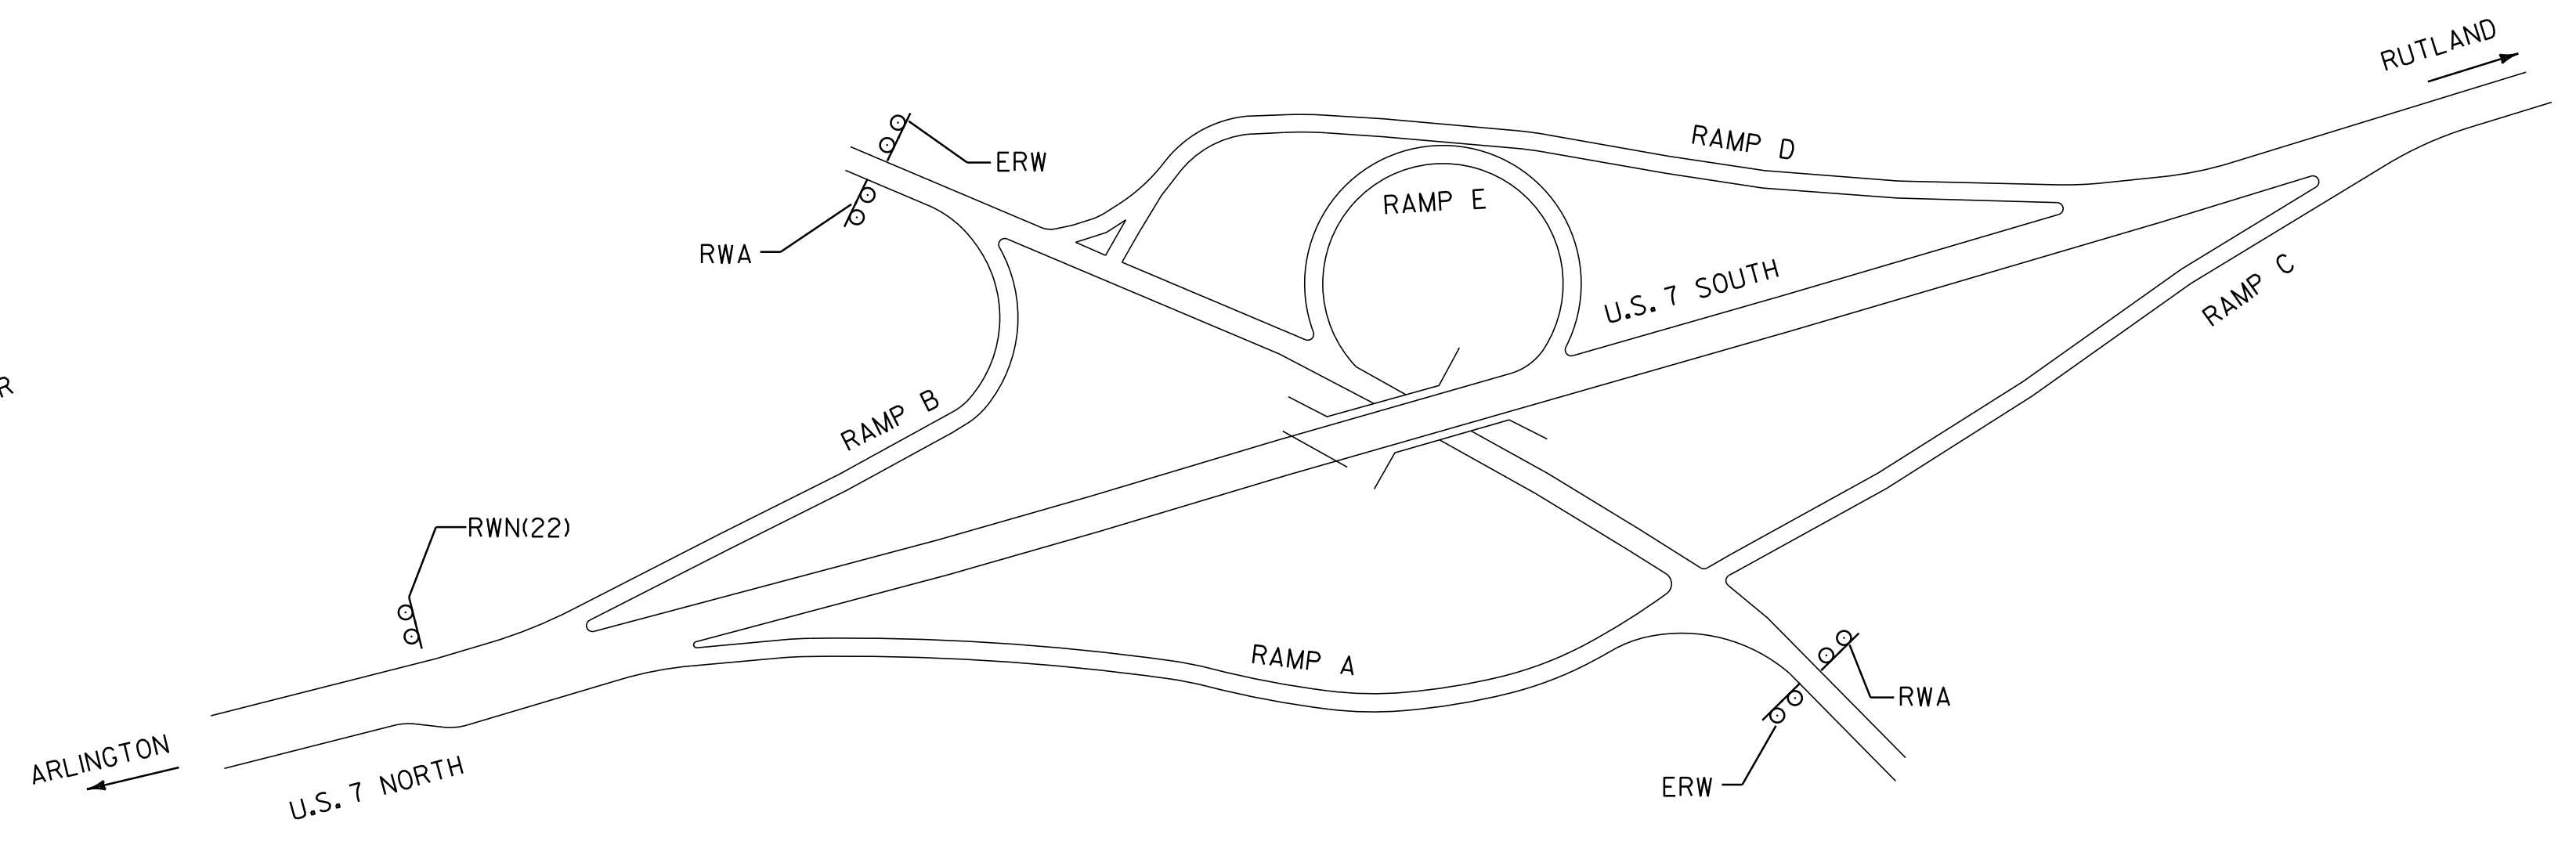 RUTLAND
RAMP D
ERW
RAMP E
RWA
U.S. 7 SOUTH
RAMP C
R
RAMP B
RWN(22)
RAMP A
RWA
ARLINGTON
U.S. 7 NORTH
ERW